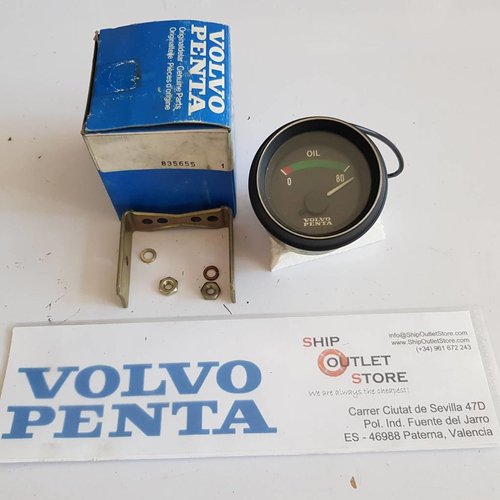 VOLVO
PENTA
Originaldelar · Genuine Parts
Originalteile · Pièces d'origine
835655 1
OIL
0 80
VOLVO
PENTA
VOLVO
PENTA
SHIP
OUTLET
STORE
We are always the cheapest!
info@ShipOutletStore.com
www.ShipOutletStore.com
(+34) 961 672 243
Carrer Ciutat de Sevilla 47D
Pol. Ind. Fuente del Jarro
ES - 46988 Paterna, Valencia